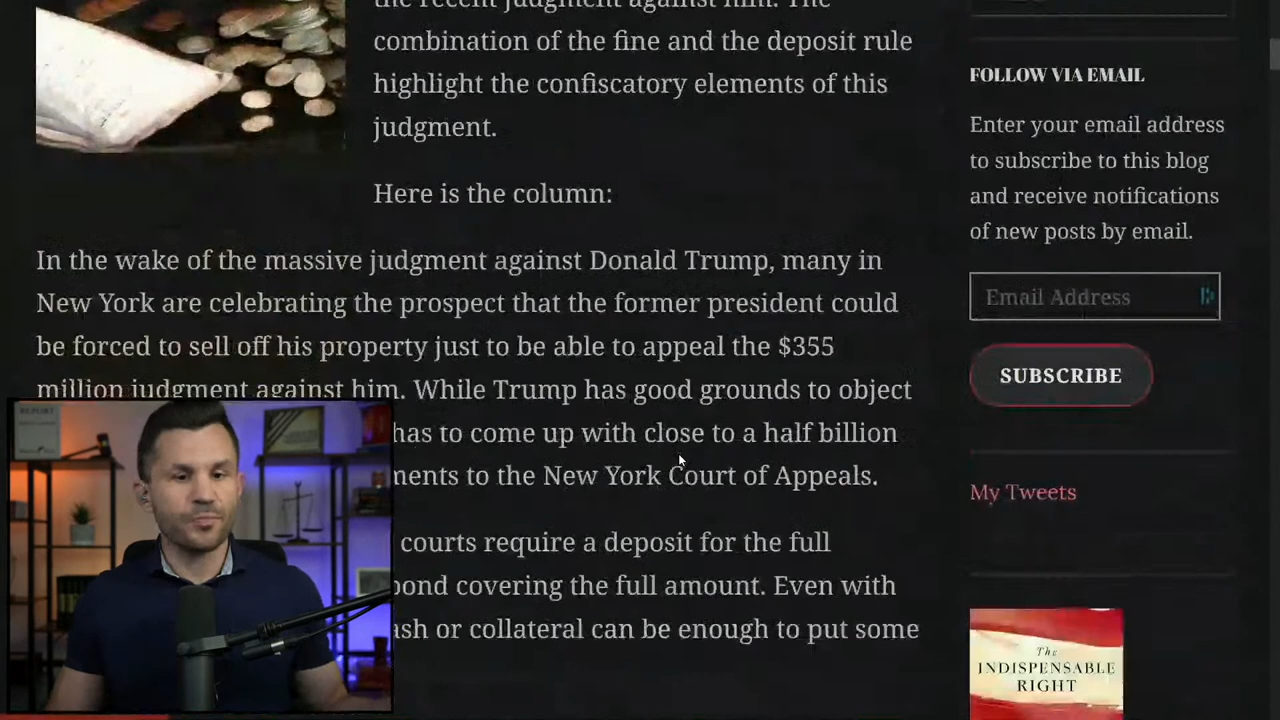 the recent judgment against him. The
combination of the fine and the deposit rule
highlight the confiscatory elements of this
judgment.
Here is the column:
In the wake of the massive judgment against Donald Trump, many in
New York are celebrating the prospect that the former president could
be forced to sell off his property just to be able to appeal the $355
million judgment against him. While Trump has good grounds to object
has to come up with close to a half billion
ments to the New York Court of Appeals.
courts require a deposit for the full
bond covering the full amount. Even with
ash or collateral can be enough to put some
FOLLOW VIA EMAIL
Enter your email address
to subscribe to this blog
and receive notifications
of new posts by email.
Email Address
SUBSCRIBE
My Tweets
The
INDISPENSABLE
RIGHT